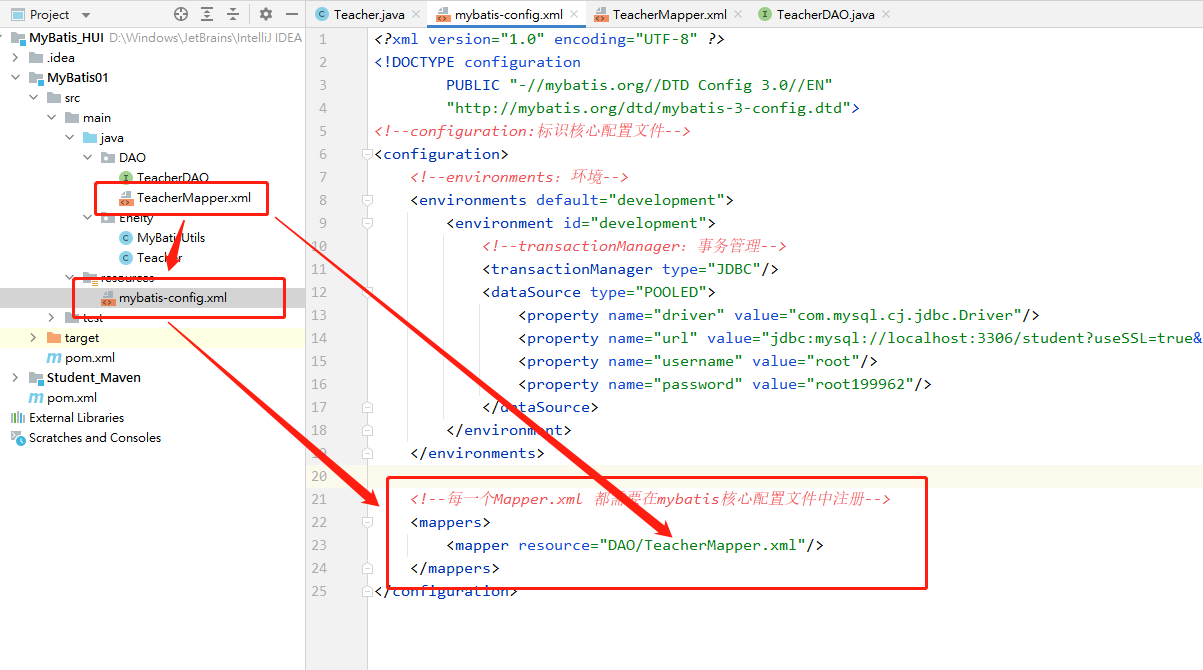 Project
MyBatis_HUI D:\Windows\JetBrains\IntelliJ IDEA
.idea
MyBatis01
src
main
java
DAO
TeacherDAO
TeacherMapper.xml
Eneity
MyBatisUtils
Teacher
resources
mybatis-config.xml
test
target
pom.xml
Student_Maven
pom.xml
External Libraries
Scratches and Consoles
Teacher.java mybatis-config.xml TeacherMapper.xml TeacherDAO.java
1 <?xml version="1.0" encoding="UTF-8" ?>
2 <!DOCTYPE configuration
3 PUBLIC "-//mybatis.org//DTD Config 3.0//EN"
4 "http://mybatis.org/dtd/mybatis-3-config.dtd">
5 <!--configuration:标识核心配置文件-->
6 <configuration>
7 <!--environments: 环境-->
8 <environments default="development">
9 <environment id="development">
10 <!--transactionManager: 事务管理-->
11 <transactionManager type="JDBC"/>
12 <dataSource type="POOLED">
13 <property name="driver" value="com.mysql.cj.jdbc.Driver"/>
14 <property name="url" value="jdbc:mysql://localhost:3306/student?useSSL=true&
15 <property name="username" value="root"/>
16 <property name="password" value="root199962"/>
17 </dataSource>
18 </environment>
19 </environments>
20
21 <!--每一个Mapper.xml 都需要在mybatis核心配置文件中注册-->
22 <mappers>
23 <mapper resource="DAO/TeacherMapper.xml"/>
24 </mappers>
25 </configuration>